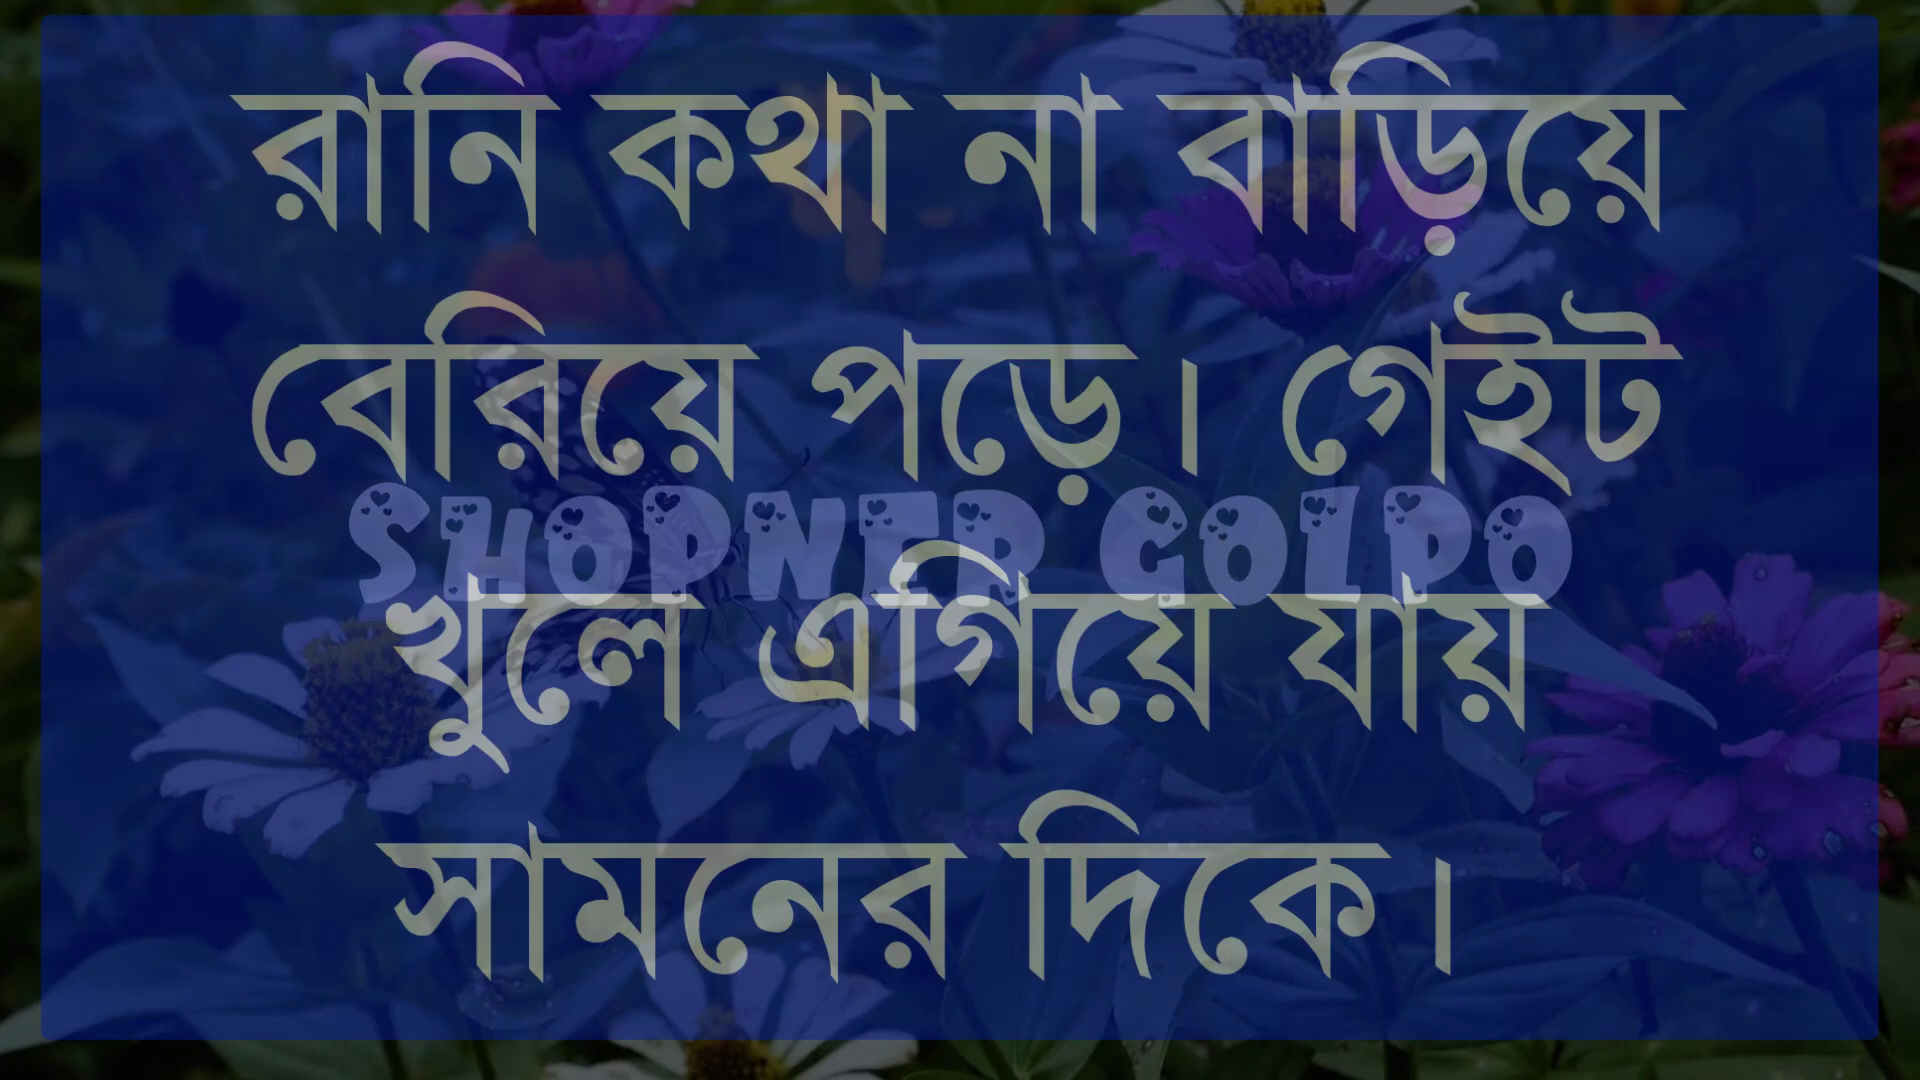 রানি কথা না বাড়িয়ে
বেরিয়ে পড়ে। গেইট
SHOPNER GOLPO
খুলে এগিয়ে যায়
সামনের দিকে।